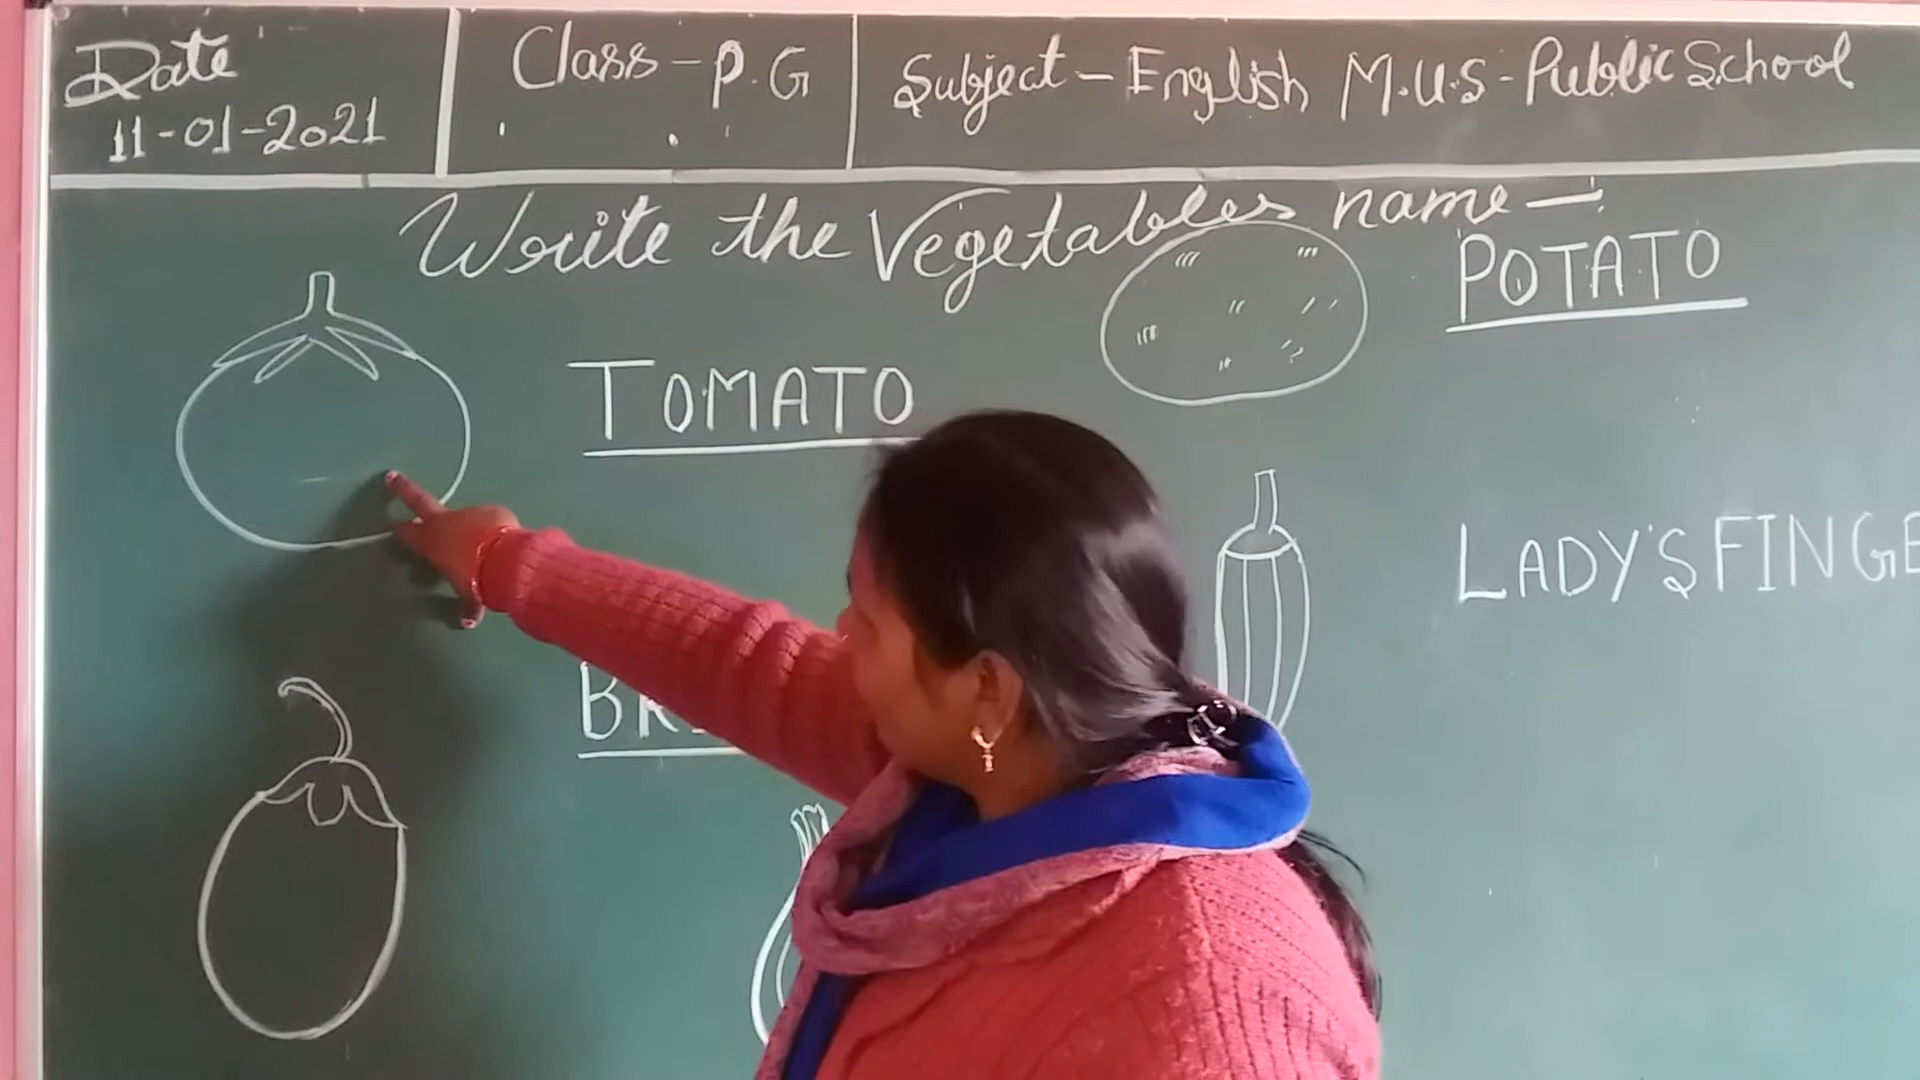 Date
11-01-2021
Class - P.G
Subject - English M.U.S - Public School
Write the Vegetables name -
TOMATO
POTATO
LADY'S FINGE